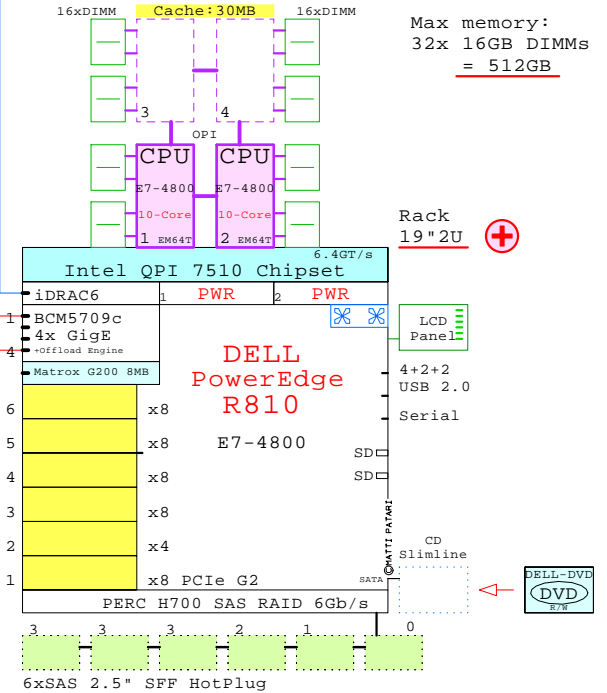 16xDIMM
Cache:30MB
16xDIMM
Max memory:
32x 16GB DIMMs
= 512GB
3
4
QPI
CPU
CPU
E7-4800
E7-4800
10-Core
10-Core
1 EM64T
2 EM64T
Rack
19"2U
6.4GT/s
Intel QPI 7510 Chipset
iDRAC6
1 PWR
2 PWR
1
BCM5709c
4x GigE
4
+Offload Engine
Matrox G200 8MB
LCD
Panel
DELL
PowerEdge
R810
E7-4800
4+2+2
USB 2.0
Serial
SD
SD
6 x8
5 x8
4 x8
3 x8
2 x4
1 x8 PCIe G2
©MATTI PATARI
SATA
CD
Slimline
DELL-DVD
DVD
R/W
PERC H700 SAS RAID 6Gb/s
3 3 3 2 1 0
6xSAS 2.5" SFF HotPlug